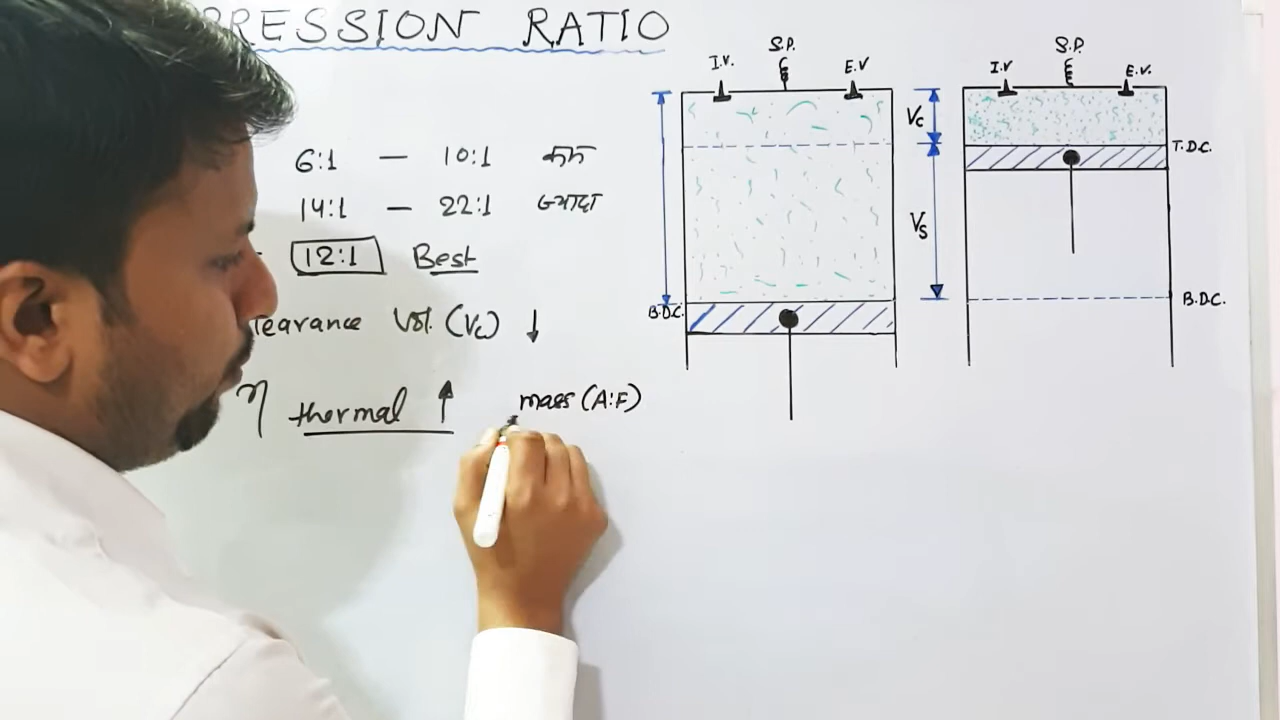 PRESSION RATIO
6:1 — 10:1 कम
14:1 — 22:1 ज्यादा
12:1 Best
learance Vol. (Vc) ↓
η thermal ↑
mass (A:F)
S.P.
I.V. E.V
B.D.C.
Vc
Vs
S.P.
I.V E.V.
T.D.C.
B.D.C.